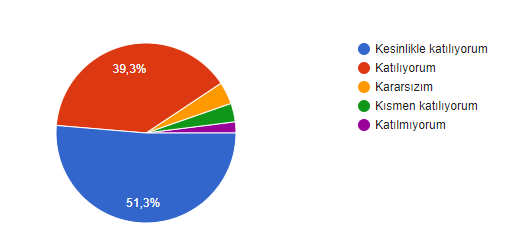 39,3%
51,3%
Kesinlikle katılıyorum
Katılıyorum
Kararsızım
Kısmen katılıyorum
Katılmıyorum